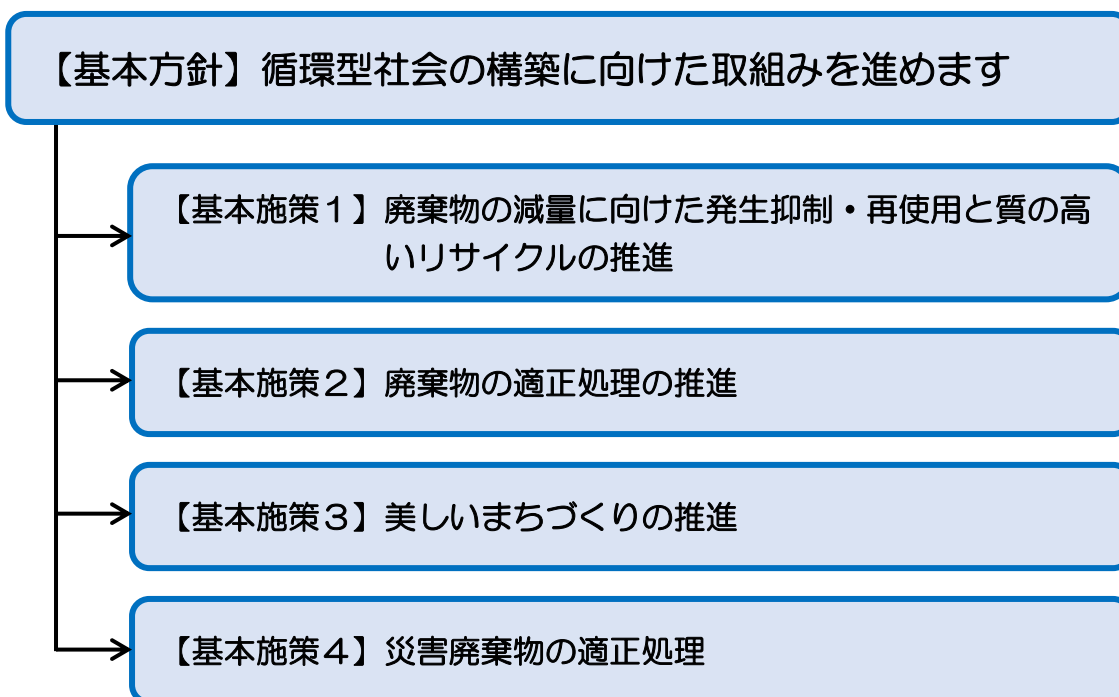 【基本方針】循環型社会の構築に向けた取組みを進めます
【基本施策１】廃棄物の減量に向けた発生抑制・再使用と質の高
いリサイクルの推進
【基本施策２】廃棄物の適正処理の推進
【基本施策３】美しいまちづくりの推進
【基本施策４】災害廃棄物の適正処理